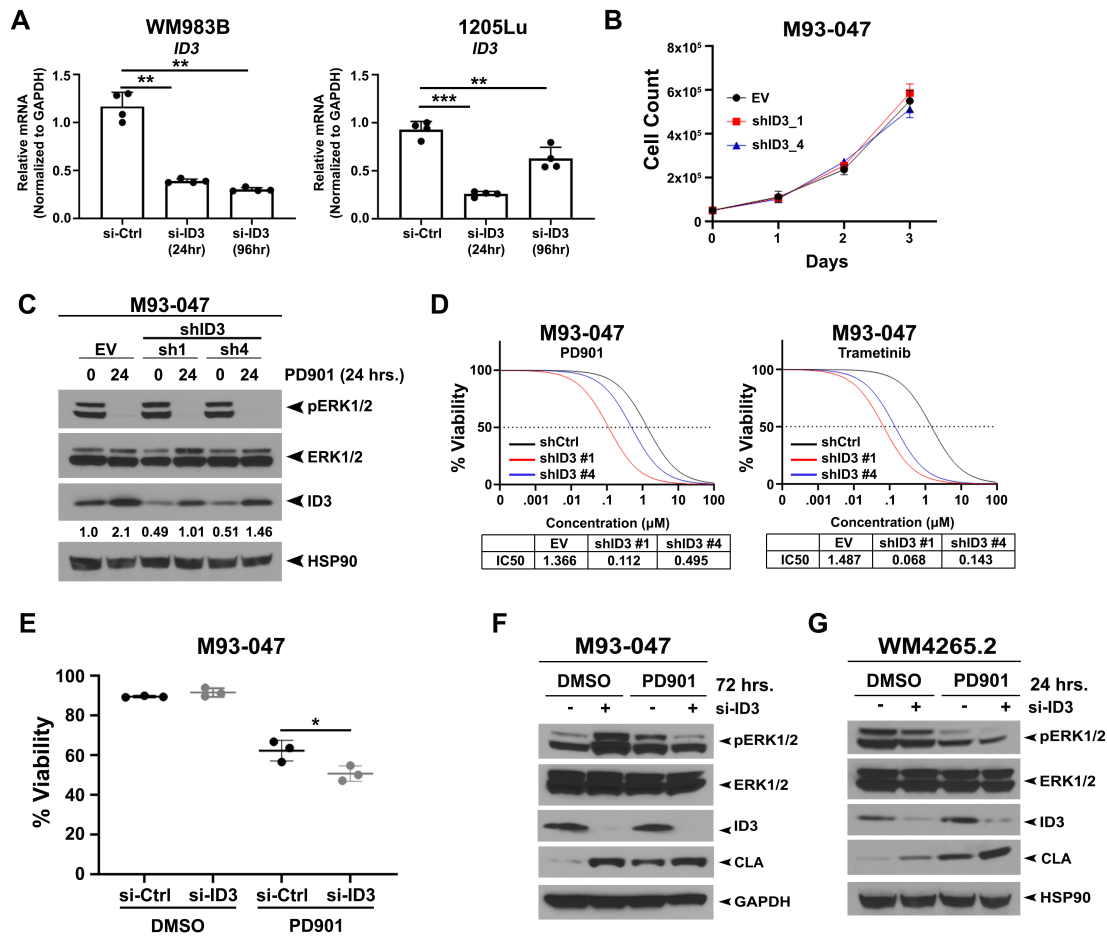 A
WM983B
ID3
**
**
Relative mRNA
(Normalized to GAPDH)
1.5
1.0
0.5
0.0
si-Ctrl
si-ID3
(24hr)
si-ID3
(96hr)
1205Lu
ID3
**
***
Relative mRNA
(Normalized to GAPDH)
1.5
1.0
0.5
0.0
si-Ctrl
si-ID3
(24hr)
si-ID3
(96hr)
B
M93-047
Cell Count
8x10⁵
6x10⁵
4x10⁵
2x10⁵
0
EV
shID3_1
shID3_4
0 1 2 3
Days
C
M93-047
shID3
EV sh1 sh4
0 24 0 24 0 24 PD901 (24 hrs.)
pERK1/2
ERK1/2
ID3
1.0 2.1 0.49 1.01 0.51 1.46
HSP90
D
M93-047
PD901
% Viability
100
50
0
shCtrl
shID3 #1
shID3 #4
0 .001 .01 .1 1 10 100
Concentration (μM)
EV shID3 #1 shID3 #4
IC50 1.366 0.112 0.495
M93-047
Trametinib
% Viability
100
50
0
shCtrl
shID3 #1
shID3 #4
0 .001 .01 .1 1 10 100
Concentration (μM)
EV shID3 #1 shID3 #4
IC50 1.487 0.068 0.143
E
M93-047
% Viability
100
80
60
40
20
0
*
si-Ctrl si-ID3 si-Ctrl si-ID3
DMSO PD901
F
M93-047
DMSO PD901 72 hrs.
- + - + si-ID3
pERK1/2
ERK1/2
ID3
CLA
GAPDH
G
WM4265.2
DMSO PD901 24 hrs.
- + - + si-ID3
pERK1/2
ERK1/2
ID3
CLA
HSP90